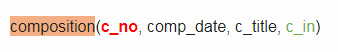 composition(c_no, comp_date, c_title, c_in)